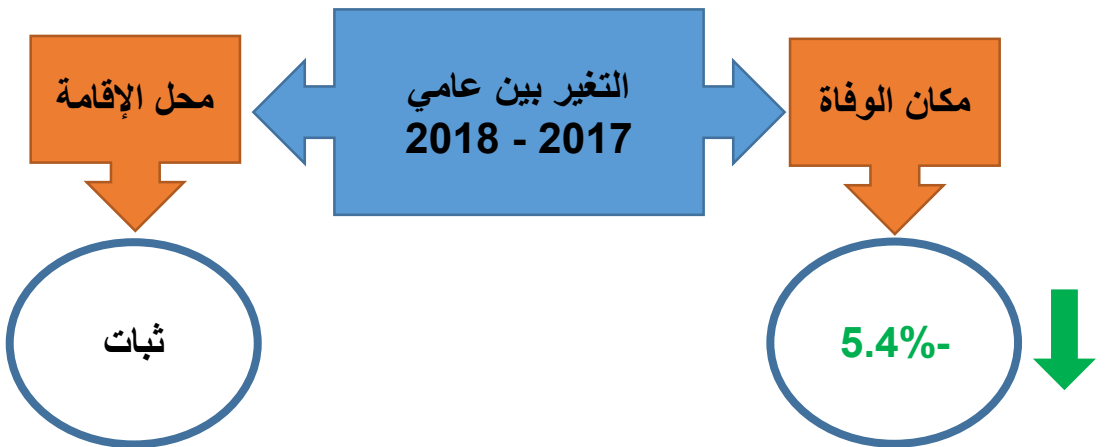 التغير بين عامي
2017 - 2018
مكان الوفاة
محل الإقامة
5.4%-
ثبات